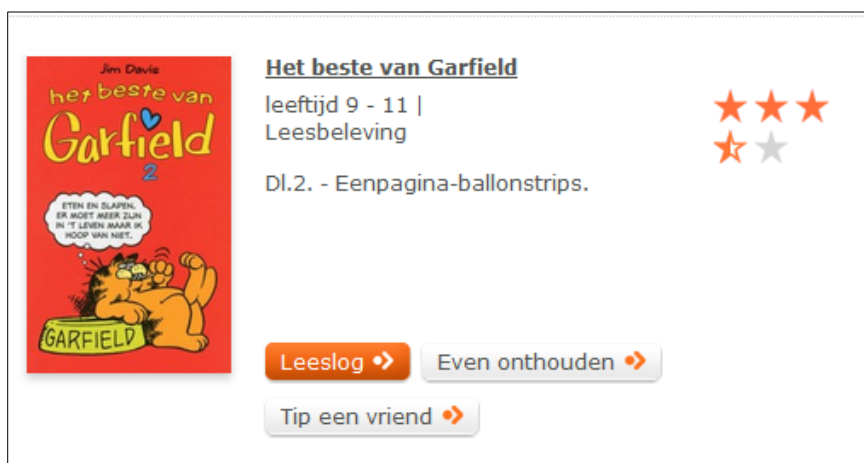 Jim Davis
het beste van
Garfield
2
ETEN EN SLAPEN.
ER MOET MEER ZIJN
IN 'T LEVEN MAAR IK
HOOP VAN NIET.
GARFIELD
Het beste van Garfield
leeftijd 9 - 11 |
Leesbeleving
Dl.2. - Eenpagina-ballonstrips.
Leeslog
Even onthouden
Tip een vriend